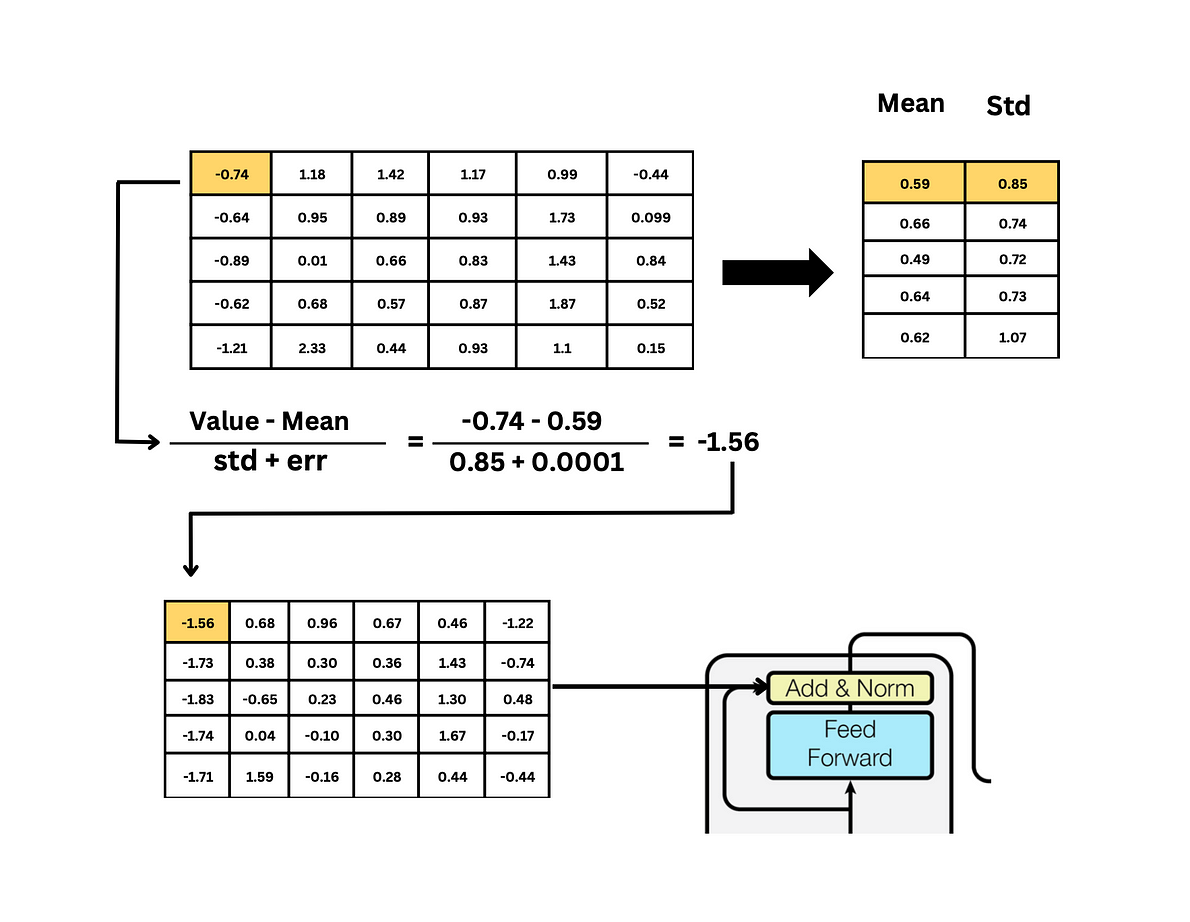 Mean Std
-0.74 1.18 1.42 1.17 0.99 -0.44
-0.64 0.95 0.89 0.93 1.73 0.099
-0.89 0.01 0.66 0.83 1.43 0.84
-0.62 0.68 0.57 0.87 1.87 0.52
-1.21 2.33 0.44 0.93 1.1 0.15
0.59 0.85
0.66 0.74
0.49 0.72
0.64 0.73
0.62 1.07
Value - Mean
std + err
=
-0.74 - 0.59
0.85 + 0.0001
= -1.56
-1.56 0.68 0.96 0.67 0.46 -1.22
-1.73 0.38 0.30 0.36 1.43 -0.74
-1.83 -0.65 0.23 0.46 1.30 0.48
-1.74 0.04 -0.10 0.30 1.67 -0.17
-1.71 1.59 -0.16 0.28 0.44 -0.44
Add & Norm
Feed
Forward